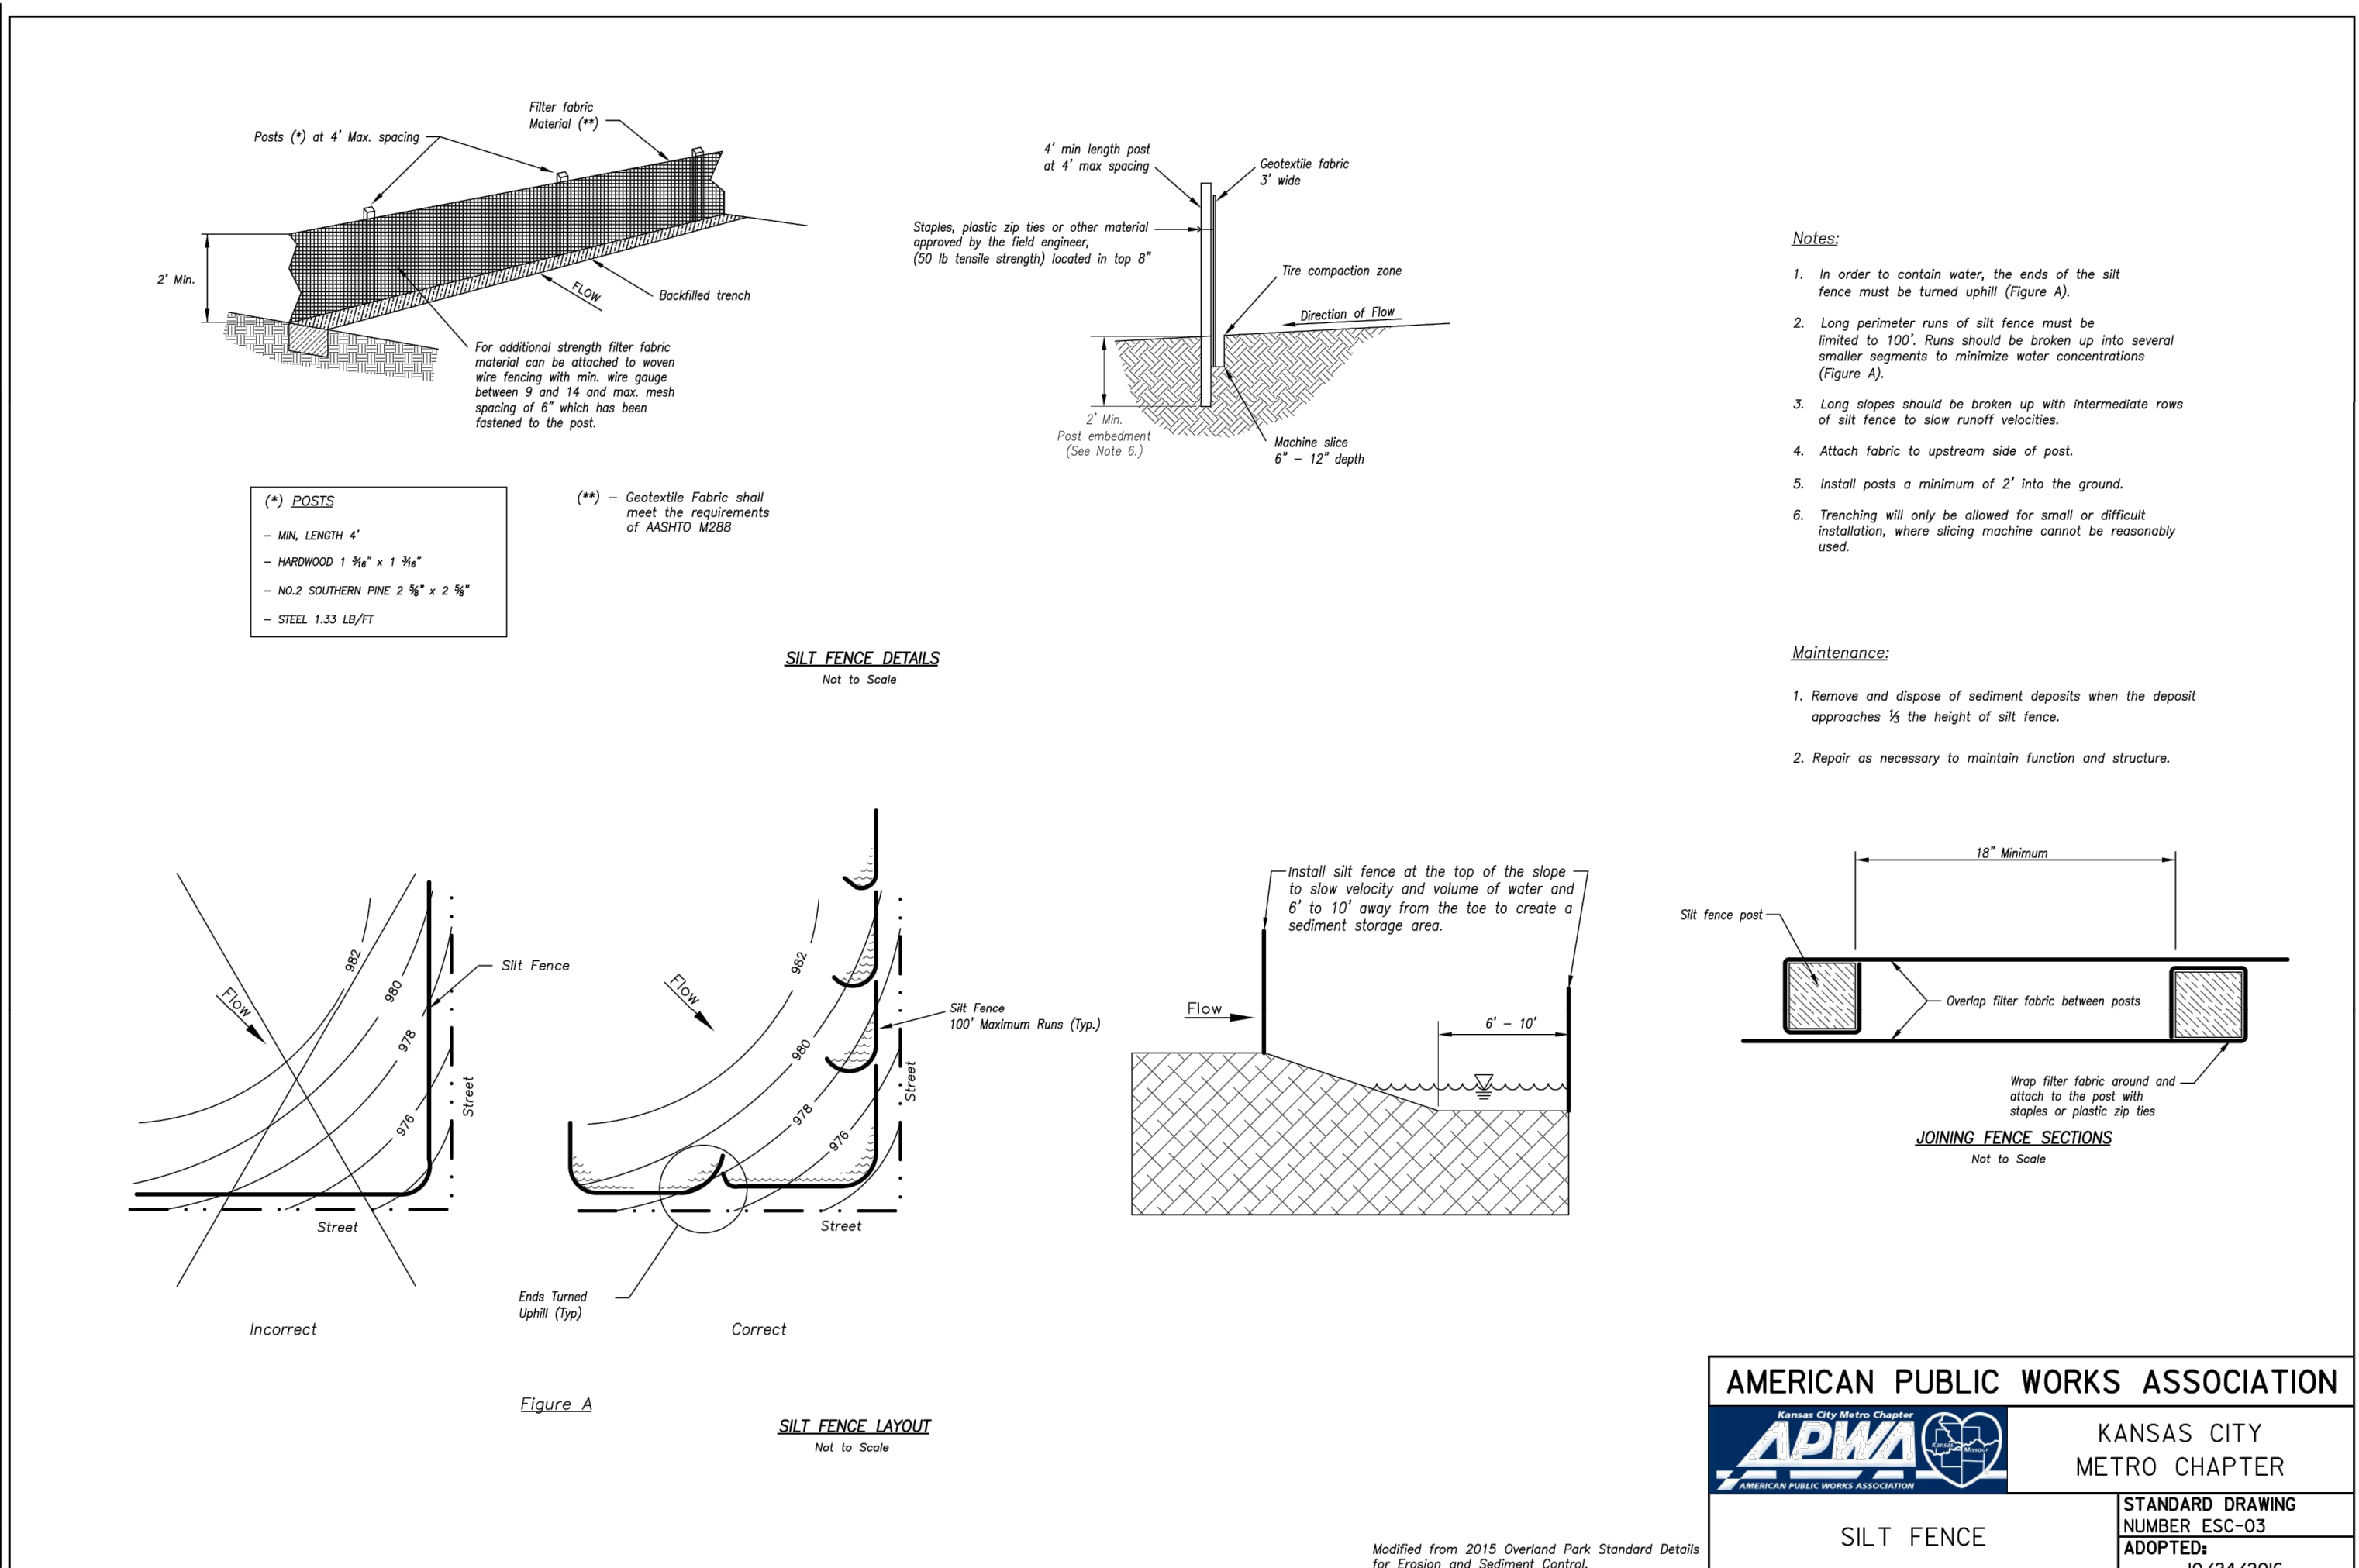 Filter fabric
Material (**)
Posts (*) at 4' Max. spacing
2' Min.
FLOW
Backfilled trench
For additional strength filter fabric
material can be attached to woven
wire fencing with min. wire gauge
between 9 and 14 and max. mesh
spacing of 6" which has been
fastened to the post.
4' min length post
at 4' max spacing
Geotextile fabric
3' wide
Staples, plastic zip ties or other material
approved by the field engineer,
(50 lb tensile strength) located in top 8"
Tire compaction zone
Direction of Flow
2' Min.
Post embedment
(See Note 6.)
Machine slice
6" - 12" depth
(*) POSTS
- MIN, LENGTH 4'
- HARDWOOD 1 3/16" x 1 3/16"
- NO.2 SOUTHERN PINE 2 5/8" x 2 5/8"
- STEEL 1.33 LB/FT
(**) - Geotextile Fabric shall
meet the requirements
of AASHTO M288
SILT FENCE DETAILS
Not to Scale
Notes:
1. In order to contain water, the ends of the silt
fence must be turned uphill (Figure A).
2. Long perimeter runs of silt fence must be
limited to 100'. Runs should be broken up into several
smaller segments to minimize water concentrations
(Figure A).
3. Long slopes should be broken up with intermediate rows
of silt fence to slow runoff velocities.
4. Attach fabric to upstream side of post.
5. Install posts a minimum of 2' into the ground.
6. Trenching will only be allowed for small or difficult
installation, where slicing machine cannot be reasonably
used.
Maintenance:
1. Remove and dispose of sediment deposits when the deposit
approaches 1/3 the height of silt fence.
2. Repair as necessary to maintain function and structure.
982
980
978
976
Flow
Silt Fence
Street
Street
Incorrect
982
980
978
976
Flow
Silt Fence
100' Maximum Runs (Typ.)
Street
Street
Ends Turned
Uphill (Typ)
Correct
Figure A
SILT FENCE LAYOUT
Not to Scale
Install silt fence at the top of the slope
to slow velocity and volume of water and
6' to 10' away from the toe to create a
sediment storage area.
Flow
6' - 10'
18" Minimum
Silt fence post
Overlap filter fabric between posts
Wrap filter fabric around and
attach to the post with
staples or plastic zip ties
JOINING FENCE SECTIONS
Not to Scale
AMERICAN PUBLIC WORKS ASSOCIATION
Kansas City Metro Chapter
APWA
Kansas
Missouri
AMERICAN PUBLIC WORKS ASSOCIATION
KANSAS CITY
METRO CHAPTER
SILT FENCE
STANDARD DRAWING
NUMBER ESC-03
ADOPTED:
10/24/2016
Modified from 2015 Overland Park Standard Details
for Erosion and Sediment Control.